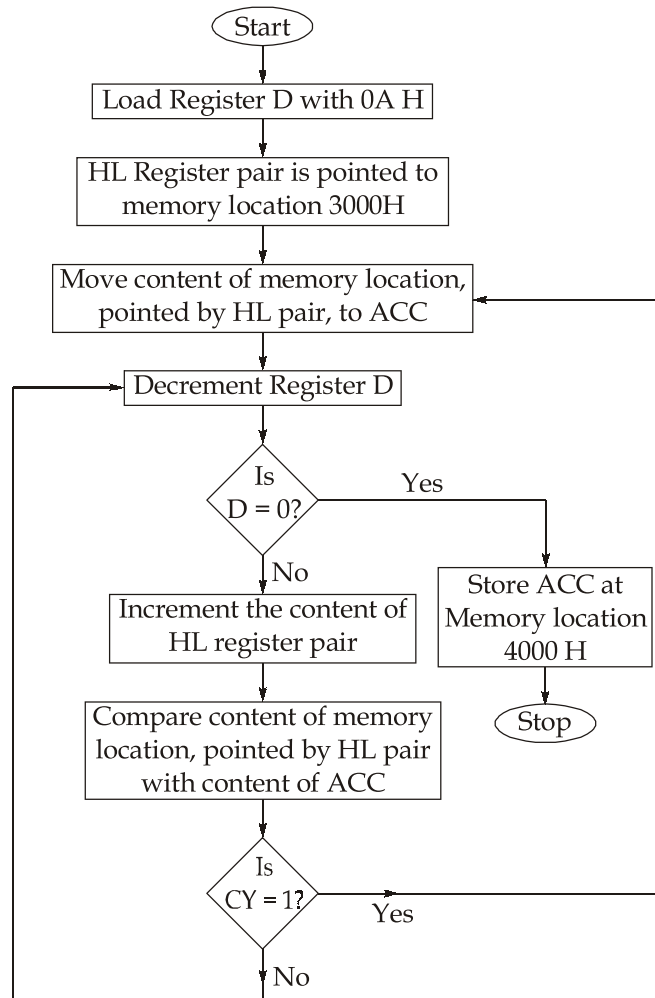 Start
Load Register D with 0A H
HL Register pair is pointed to
memory location 3000H
Move content of memory location,
pointed by HL pair, to ACC
Decrement Register D
Is
D = 0?
Yes
No
Increment the content of
HL register pair
Store ACC at
Memory location
4000 H
Stop
Compare content of memory
location, pointed by HL pair
with content of ACC
Is
CY = 1?
Yes
No